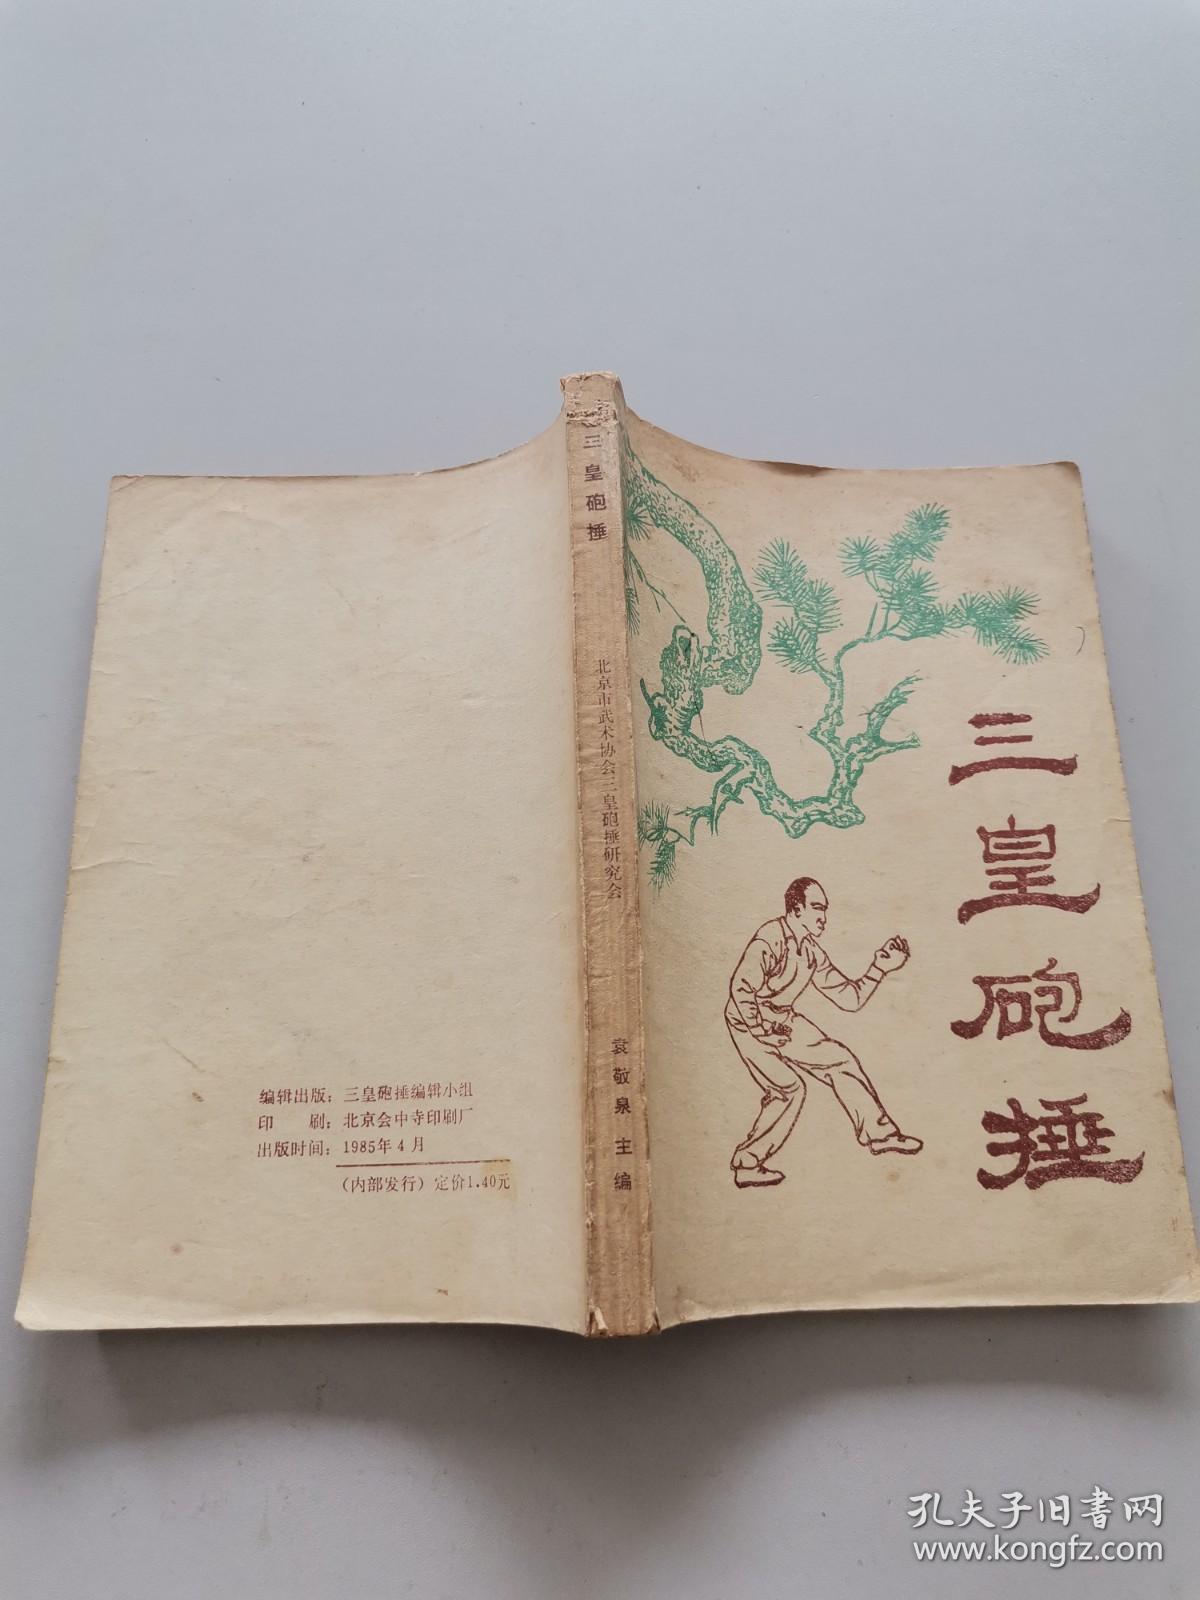 三皇砲捶
三皇砲捶
北京市武术协会三皇砲捶研究会
袁敬泉 主编
编辑出版：三皇砲捶编辑小组
印　　刷：北京会中寺印刷厂
出版时间：1985年4月
（内部发行）定价1.40元
孔夫子旧书网
www.kongfz.com